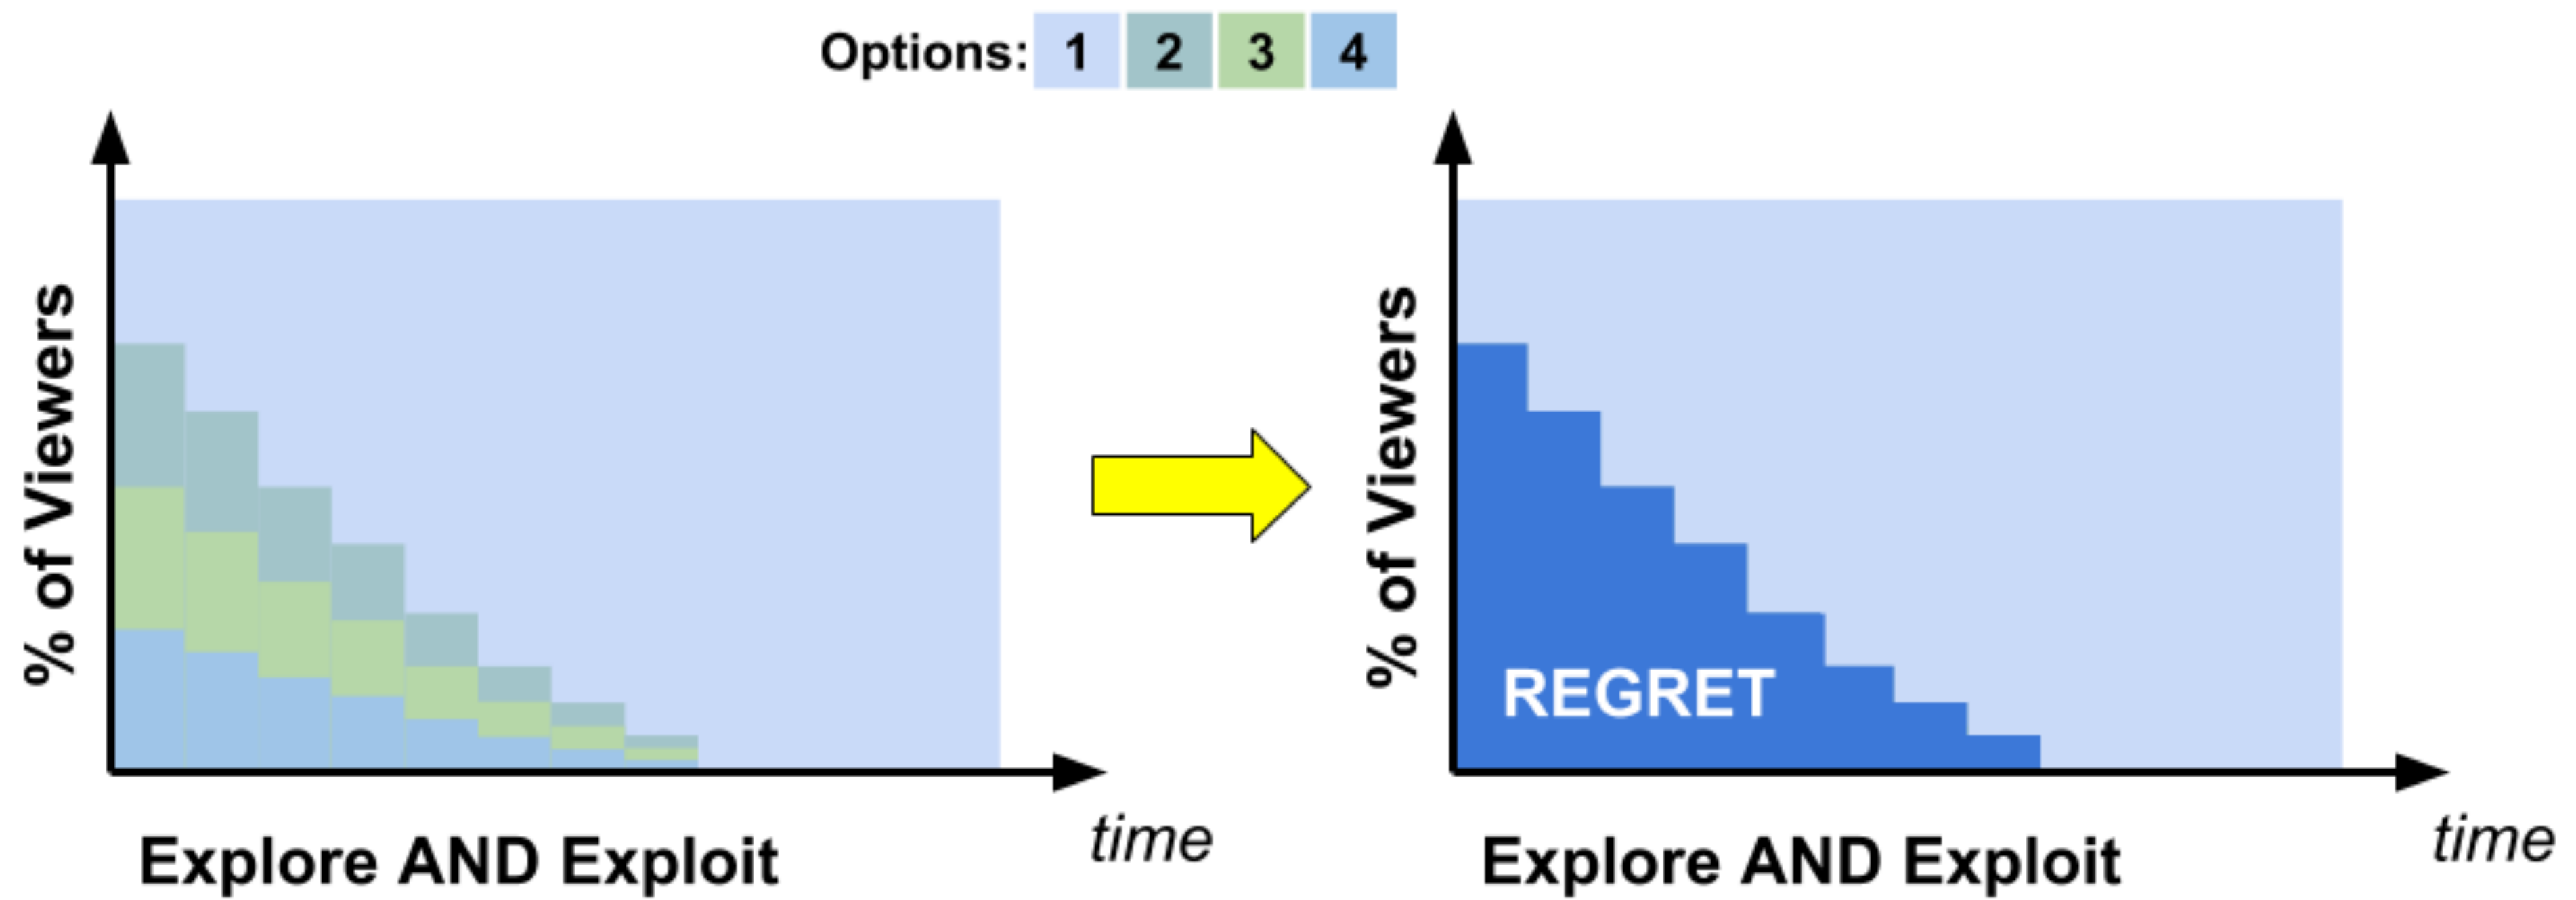 Options: 1 2 3 4
% of Viewers
time
Explore AND Exploit
% of Viewers
REGRET
time
Explore AND Exploit